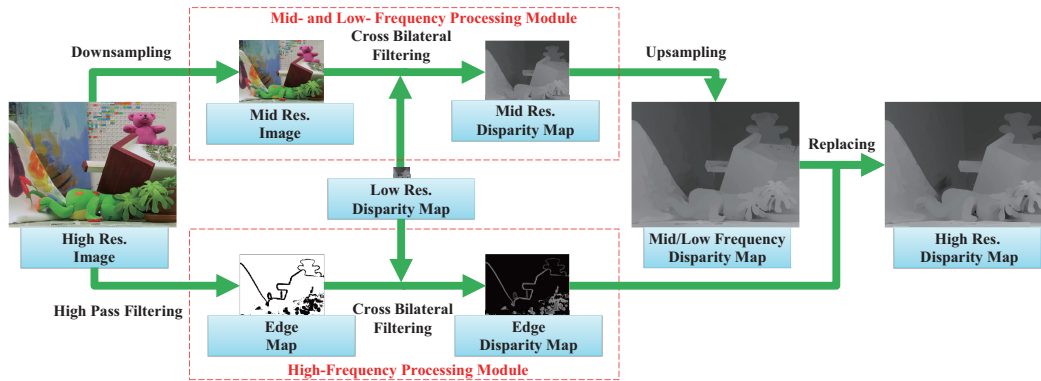 Mid- and Low- Frequency Processing Module
Downsampling
Cross Bilateral
Filtering
Upsampling
Mid Res.
Image
Mid Res.
Disparity Map
Replacing
Low Res.
Disparity Map
High Res.
Image
Mid/Low Frequency
Disparity Map
High Res.
Disparity Map
High Pass Filtering
Cross Bilateral
Filtering
Edge
Map
Edge
Disparity Map
High-Frequency Processing Module